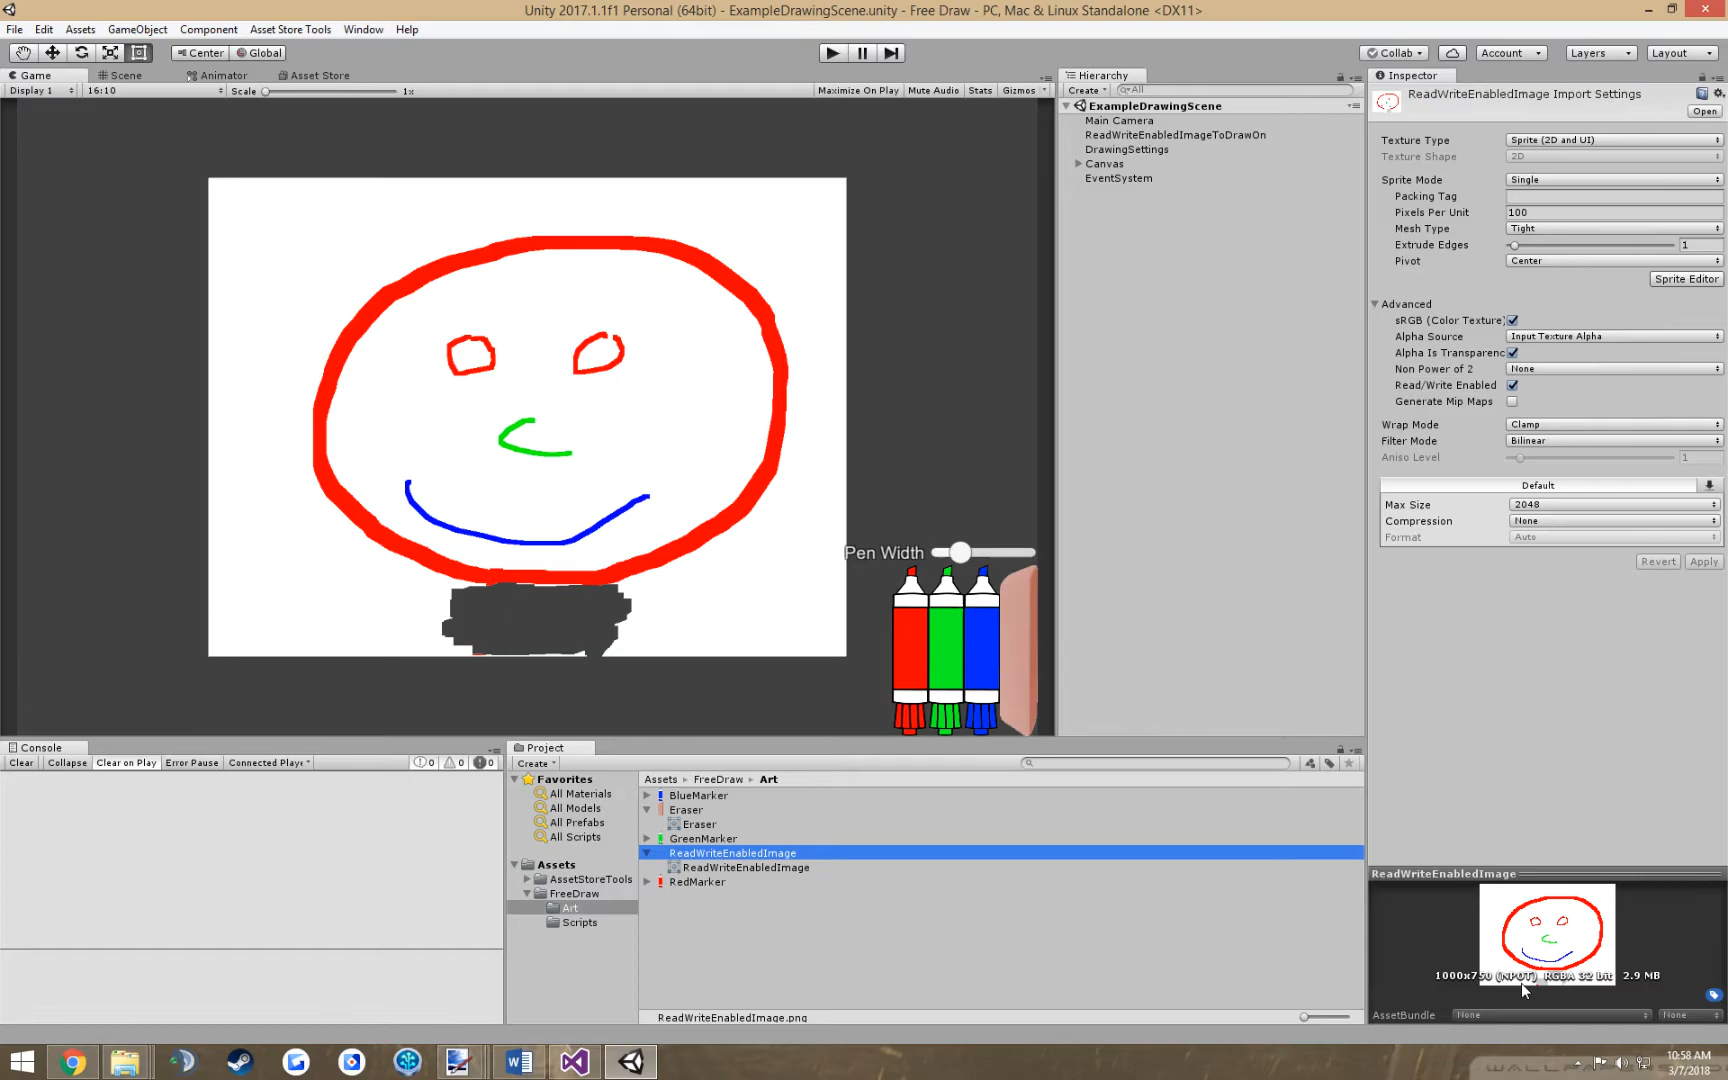 Unity 2017.1.1f1 Personal (64bit) - ExampleDrawingScene.unity - Free Draw - PC, Mac & Linux Standalone <DX11>
File Edit Assets GameObject Component Asset Store Tools Window Help
Center Global Collab Account Layers Layout
Game Scene Animator Asset Store
Display 1 16:10 Scale 1x Maximize On Play Mute Audio Stats Gizmos
Pen Width
Hierarchy
Create All
ExampleDrawingScene
Main Camera
ReadWriteEnabledImageToDrawOn
DrawingSettings
Canvas
EventSystem
Inspector
ReadWriteEnabledImage Import Settings
Open
Texture Type Sprite (2D and UI)
Texture Shape 2D
Sprite Mode Single
Packing Tag
Pixels Per Unit 100
Mesh Type Tight
Extrude Edges 1
Pivot Center
Sprite Editor
Advanced
sRGB (Color Texture)
Alpha Source Input Texture Alpha
Alpha Is Transparenc
Non Power of 2 None
Read/Write Enabled
Generate Mip Maps
Wrap Mode Clamp
Filter Mode Bilinear
Aniso Level 1
Default
Max Size 2048
Compression None
Format Auto
Revert Apply
Console
Clear Collapse Clear on Play Error Pause Connected Playe 0 0 0
Project
Create
Favorites
All Materials
All Models
All Prefabs
All Scripts
Assets
AssetStoreTools
FreeDraw
Art
Scripts
Assets FreeDraw Art
BlueMarker
Eraser
Eraser
GreenMarker
ReadWriteEnabledImage
ReadWriteEnabledImage
RedMarker
ReadWriteEnabledImage.png
ReadWriteEnabledImage
1000x750 (NPOT) RGBA 32 bit 2.9 MB
AssetBundle None None
10:58 AM
3/7/2018